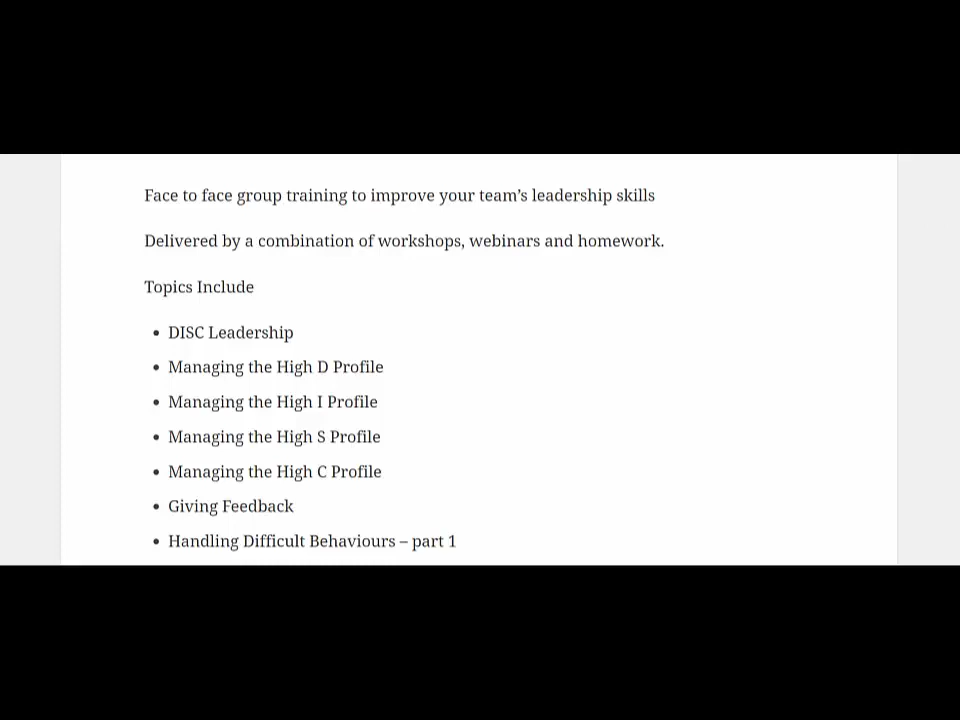 Face to face group training to improve your team’s leadership skills
Delivered by a combination of workshops, webinars and homework.
Topics Include
• DISC Leadership
• Managing the High D Profile
• Managing the High I Profile
• Managing the High S Profile
• Managing the High C Profile
• Giving Feedback
• Handling Difficult Behaviours – part 1